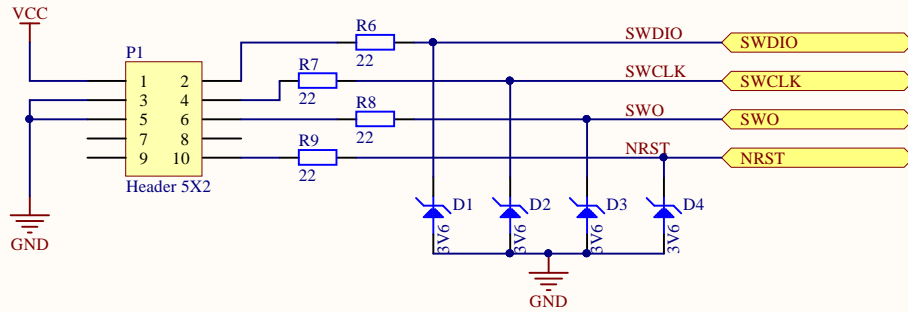 VCC
P1
1 2
3 4
5 6
7 8
9 10
Header 5X2
GND
R6
22
R7
22
R8
22
R9
22
SWDIO
SWCLK
SWO
NRST
SWDIO
SWCLK
SWO
NRST
D1
3V6
D2
3V6
D3
3V6
D4
3V6
GND